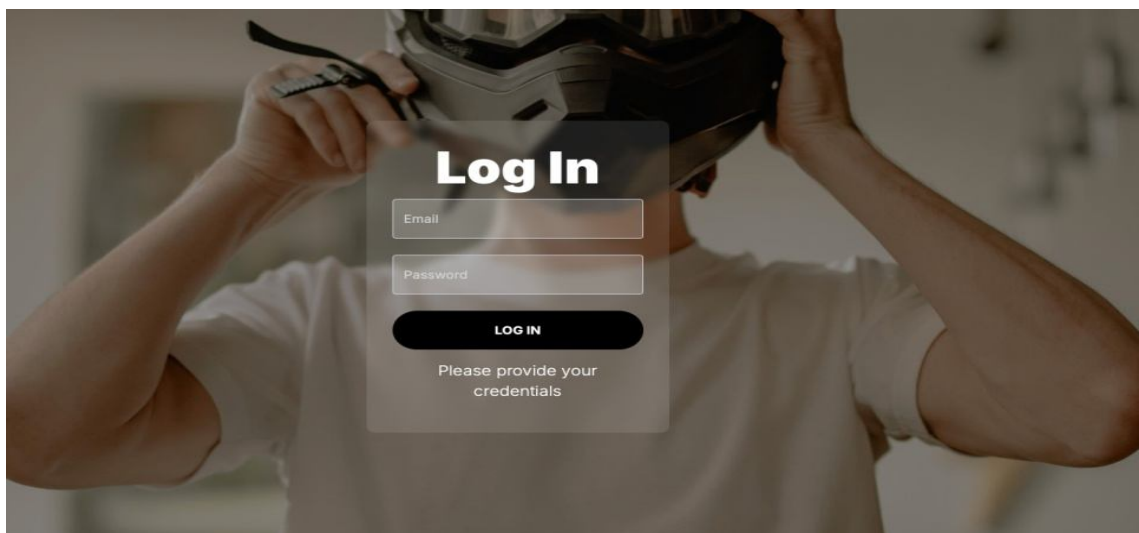 Log In
Email
Password
LOG IN
Please provide your
credentials